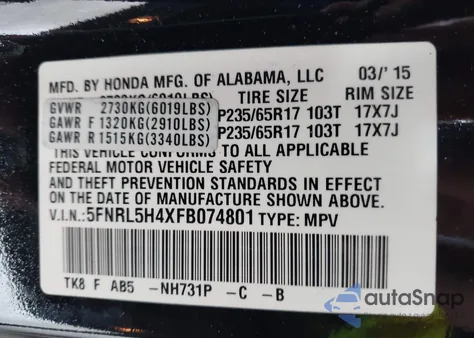 MFD. BY HONDA MFG. OF ALABAMA, LLC 03/'15
TIRE SIZE RIM SIZE
GVWR 2730KG(6019LBS)
GAWR F 1320KG(2910LBS) P235/65R17 103T 17X7J
GAWR R 1515KG(3340LBS) P235/65R17 103T 17X7J
THIS VEHICLE CONFORMS TO ALL APPLICABLE
FEDERAL MOTOR VEHICLE SAFETY
AND THEFT PREVENTION STANDARDS IN EFFECT
ON THE DATE OF MANUFACTURE SHOWN ABOVE.
V.I.N.: 5FNRL5H4XFB074801 TYPE: MPV
TK8 F AB5 -NH731P -C -B
autoSnap